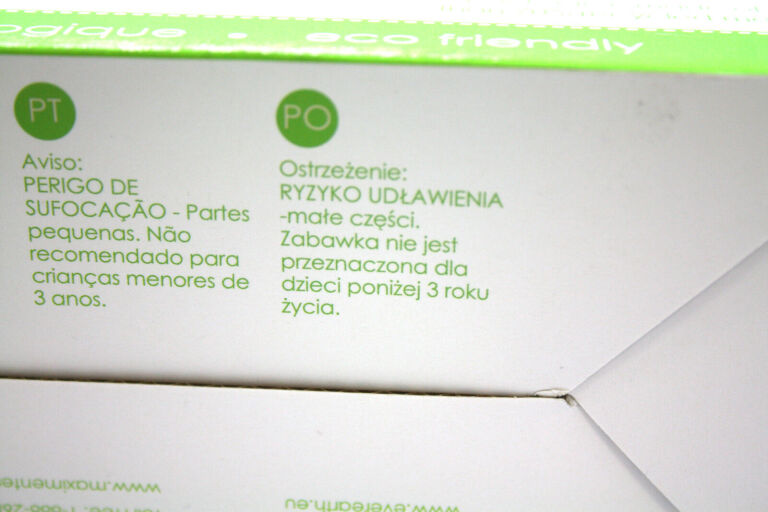 ogique • eco friendly
PT
Aviso:
PERIGO DE
SUFOCAÇÃO - Partes
pequenas. Não
recomendado para
crianças menores de
3 anos.
PO
Ostrzeżenie:
RYZYKO UDŁAWIENIA
-małe części.
Zabawka nie jest
przeznaczona dla
dzieci poniżej 3 roku
życia.
www.everearth.eu
www.maximente